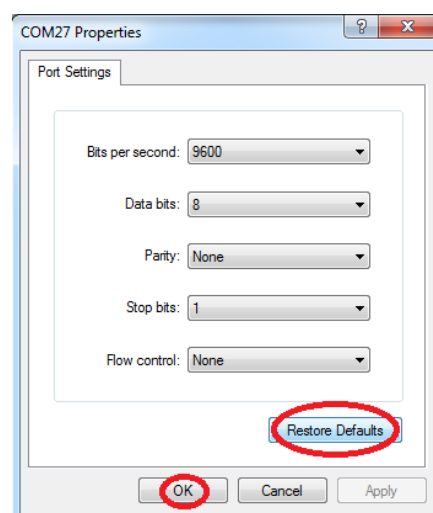 COM27 Properties
?
X
Port Settings
Bits per second: 9600
Data bits: 8
Parity: None
Stop bits: 1
Flow control: None
Restore Defaults
OK Cancel Apply